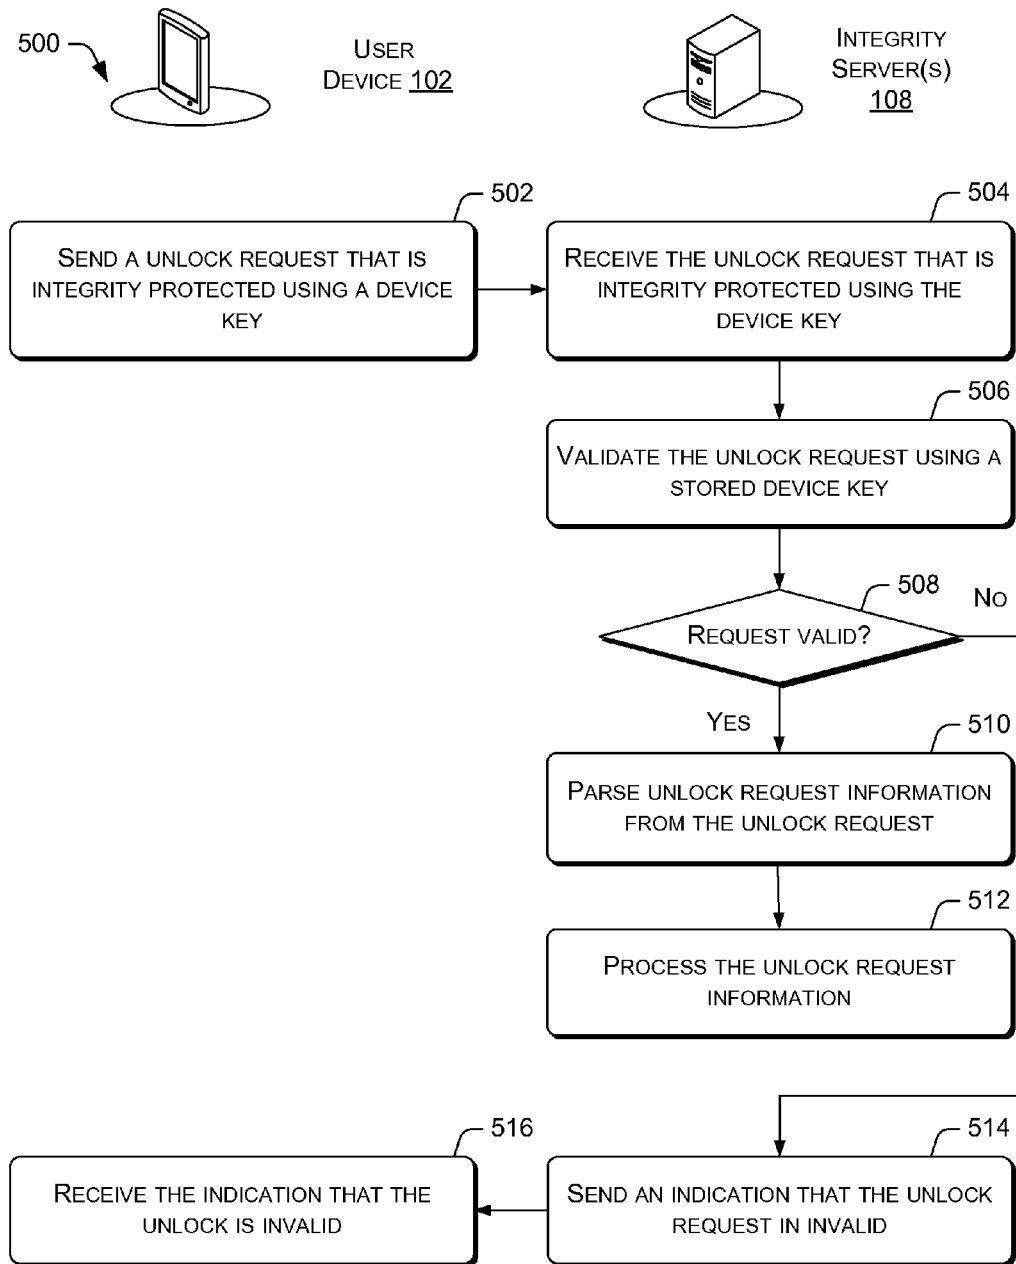 500
USER
DEVICE 102
INTEGRITY
SERVER(S)
108
502
SEND A UNLOCK REQUEST THAT IS
INTEGRITY PROTECTED USING A DEVICE
KEY
504
RECEIVE THE UNLOCK REQUEST THAT IS
INTEGRITY PROTECTED USING THE
DEVICE KEY
506
VALIDATE THE UNLOCK REQUEST USING A
STORED DEVICE KEY
508
REQUEST VALID?
NO
YES
510
PARSE UNLOCK REQUEST INFORMATION
FROM THE UNLOCK REQUEST
512
PROCESS THE UNLOCK REQUEST
INFORMATION
514
SEND AN INDICATION THAT THE UNLOCK
REQUEST IN INVALID
516
RECEIVE THE INDICATION THAT THE
UNLOCK IS INVALID